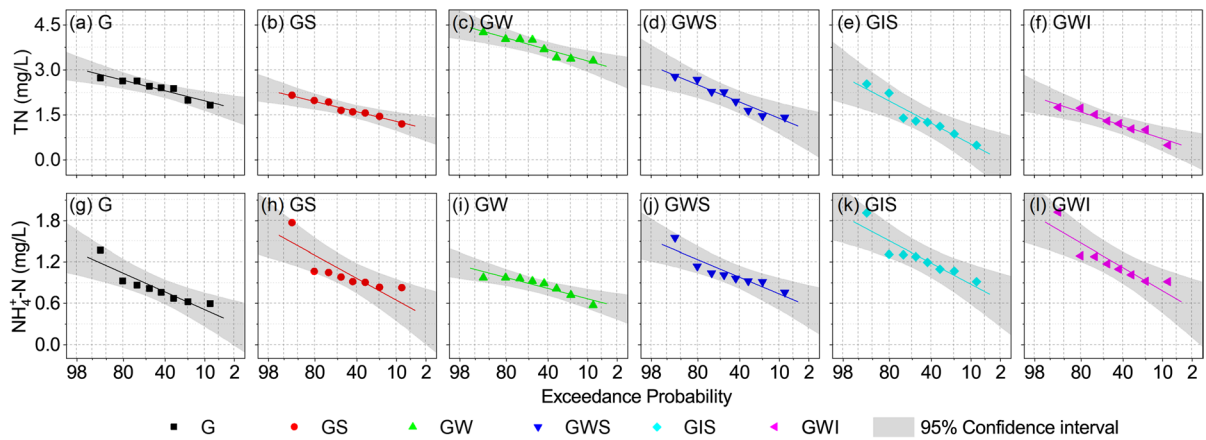 (a) G (b) GS (c) GW (d) GWS (e) GIS (f) GWI
TN (mg/L)
4.5
3.0
1.5
0.0
(g) G (h) GS (i) GW (j) GWS (k) GIS (l) GWI
NH₄⁺-N (mg/L)
1.8
1.2
0.6
0.0
98 80 40 10 2 98 80 40 10 2 98 80 40 10 2 98 80 40 10 2 98 80 40 10 2 98 80 40 10 2
Exceedance Probability
G GS GW GWS GIS GWI 95% Confidence interval